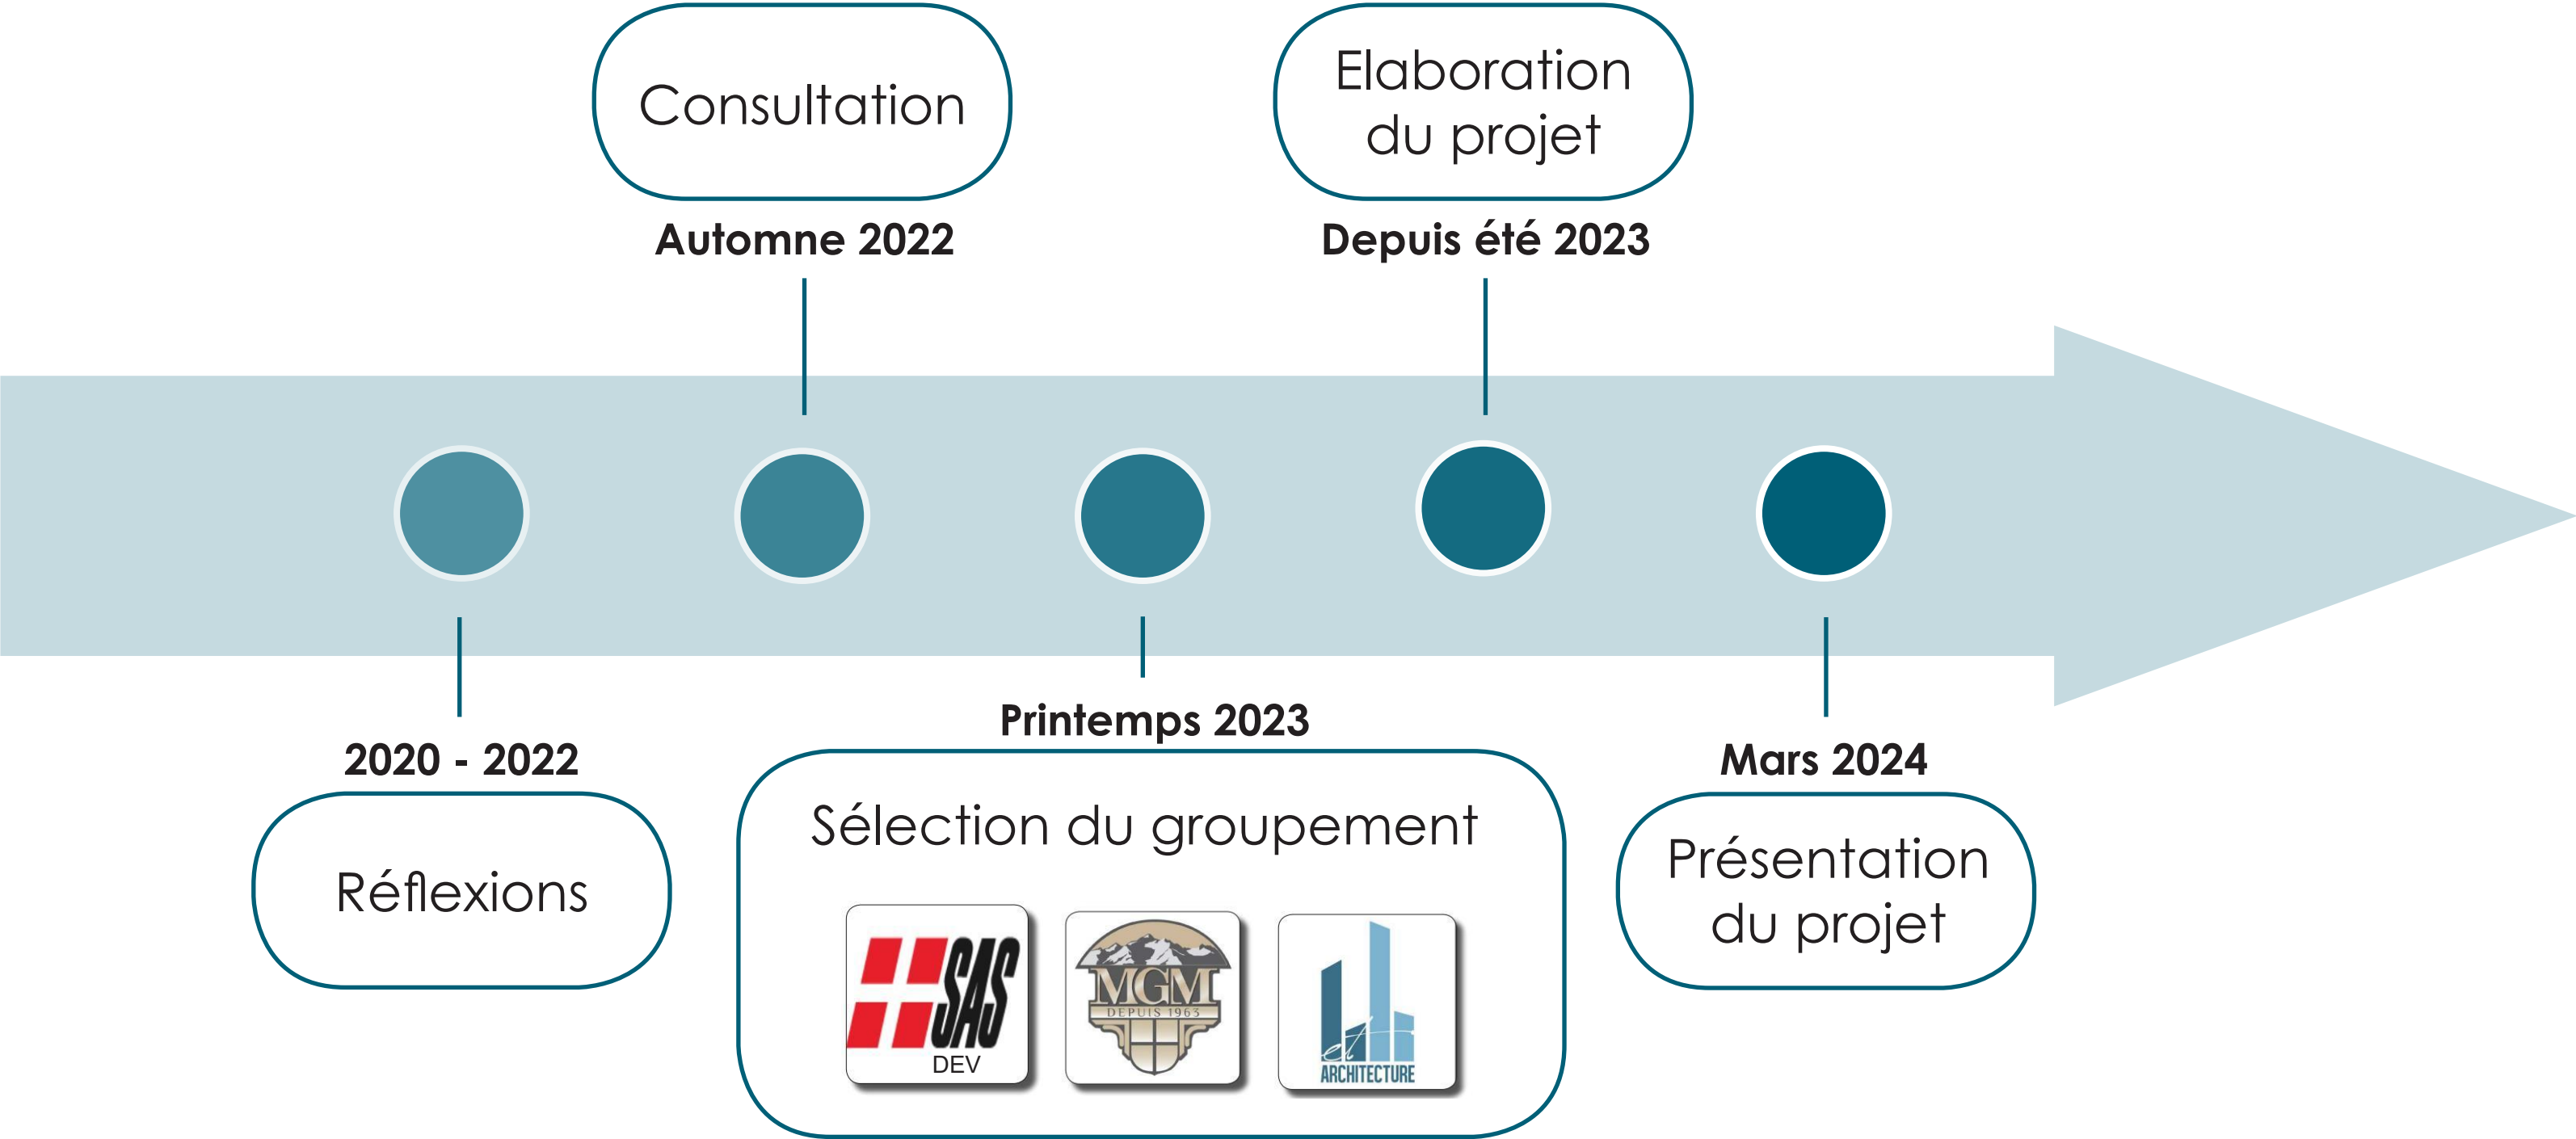 Consultation
Automne 2022
Elaboration
du projet
Depuis été 2023
2020 - 2022
Réflexions
Printemps 2023
Sélection du groupement
SAS
DEV
MGM
DEPUIS 1963
et
ARCHITECTURE
Mars 2024
Présentation
du projet